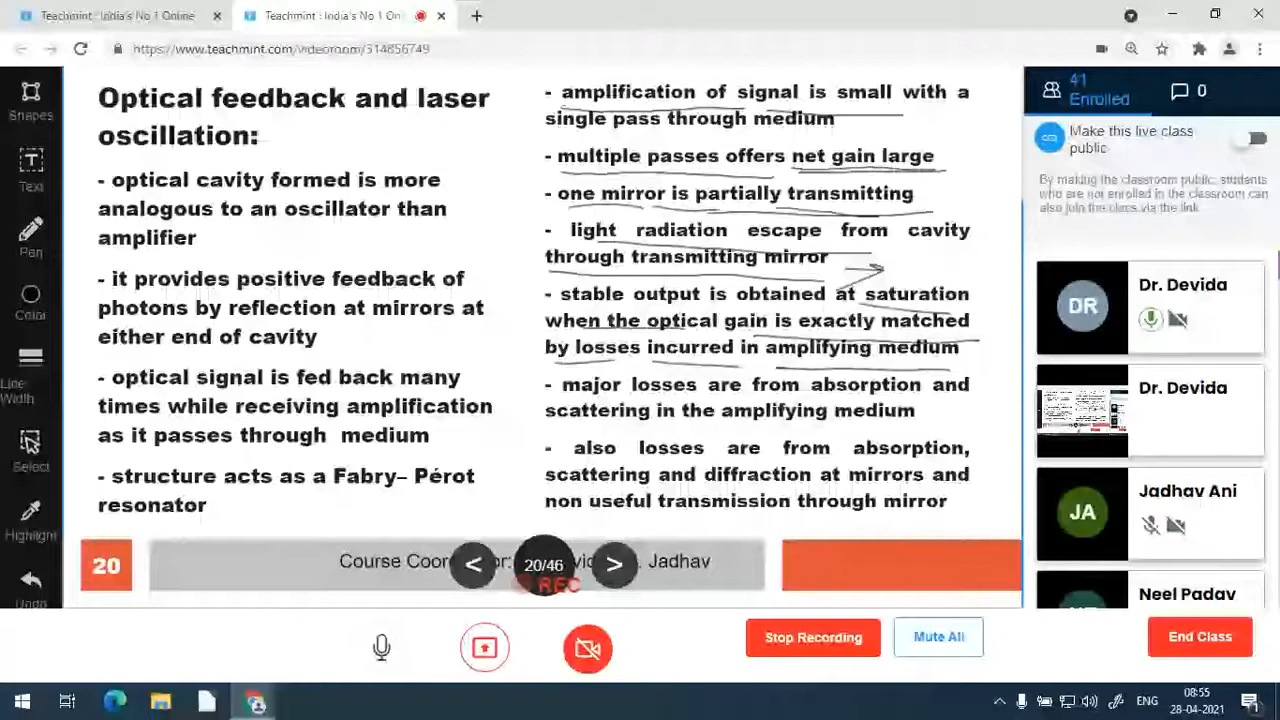 Teachmint : India's No 1 Online
Teachmint : India's No 1 On
https://www.teachmint.com/videoroom/314856749
Shapes
Text
Pen
Color
Line
Width
Select
Highlight
Undo
Optical feedback and laser
oscillation:
- optical cavity formed is more
analogous to an oscillator than
amplifier
- it provides positive feedback of
photons by reflection at mirrors at
either end of cavity
- optical signal is fed back many
times while receiving amplification
as it passes through medium
- structure acts as a Fabry– Pérot
resonator
- amplification of signal is small with a
single pass through medium
- multiple passes offers net gain large
- one mirror is partially transmitting
- light radiation escape from cavity
through transmitting mirror
- stable output is obtained at saturation
when the optical gain is exactly matched
by losses incurred in amplifying medium
- major losses are from absorption and
scattering in the amplifying medium
- also losses are from absorption,
scattering and diffraction at mirrors and
non useful transmission through mirror
20
Course Coor
or:
Jadhav
< 20/46 >
REC
41
Enrolled
0
Make this live class
public
By making the classroom public, students
who are not enrolled in the classroom can
also join the class via the link
DR
Dr. Devida
Dr. Devida
JA
Jadhav Ani
Neel Padav
Stop Recording
Mute All
End Class
ENG
08:55
28-04-2021